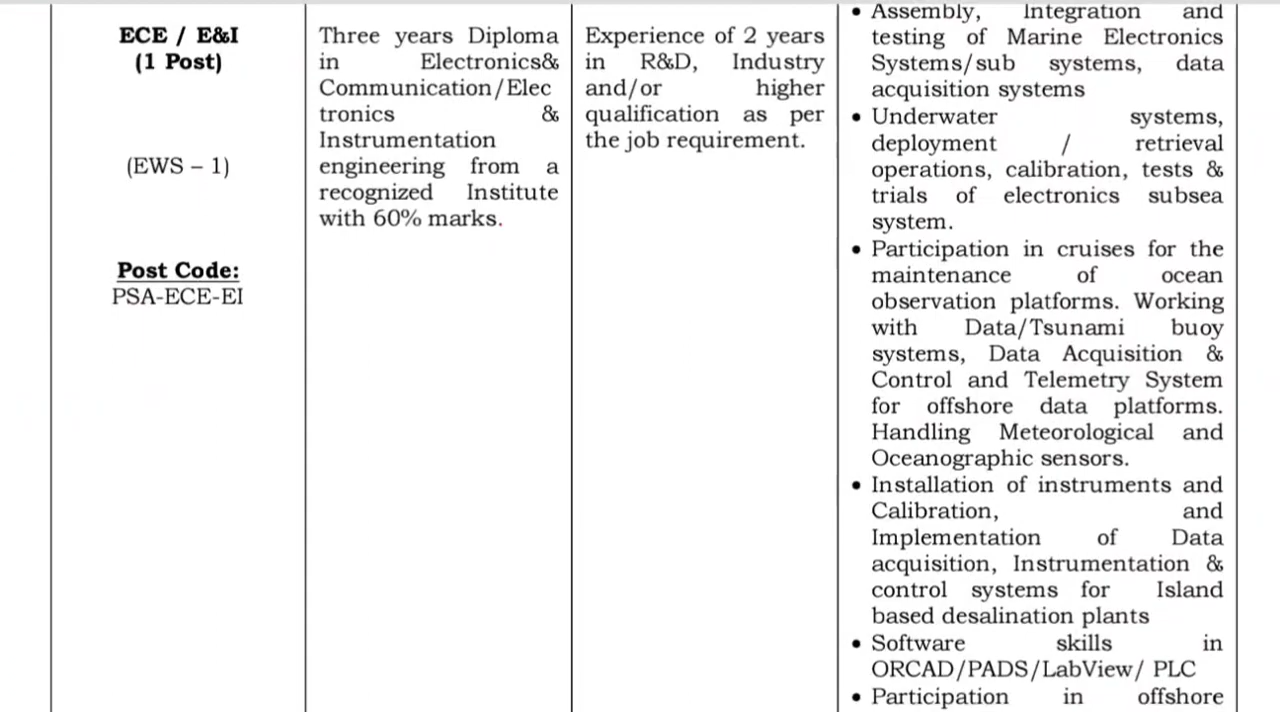 ECE / E&I
(1 Post)
(EWS – 1)
Post Code:
PSA-ECE-EI
Three years Diploma
in Electronics&
Communication/Elec
tronics &
Instrumentation
engineering from a
recognized Institute
with 60% marks.
Experience of 2 years
in R&D, Industry
and/or higher
qualification as per
the job requirement.
• Assembly, Integration and
testing of Marine Electronics
Systems/sub systems, data
acquisition systems
• Underwater systems,
deployment / retrieval
operations, calibration, tests &
trials of electronics subsea
system.
• Participation in cruises for the
maintenance of ocean
observation platforms. Working
with Data/Tsunami buoy
systems, Data Acquisition &
Control and Telemetry System
for offshore data platforms.
Handling Meteorological and
Oceanographic sensors.
• Installation of instruments and
Calibration, and
Implementation of Data
acquisition, Instrumentation &
control systems for Island
based desalination plants
• Software skills in
ORCAD/PADS/LabView/ PLC
• Participation in offshore